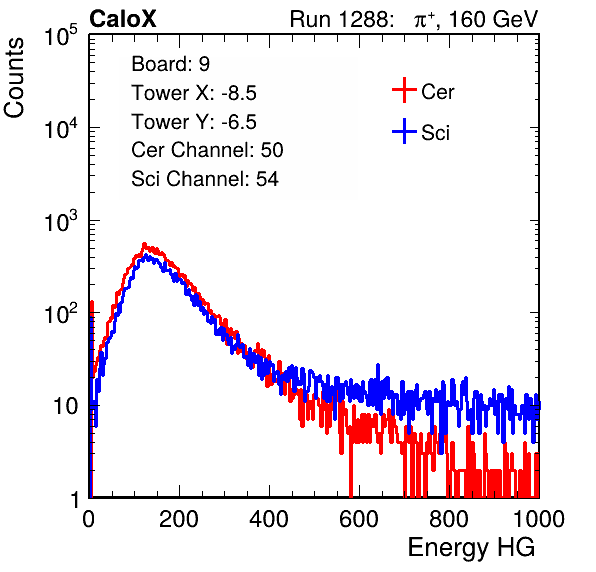 CaloX Run 1288: π⁺, 160 GeV
Counts
10⁵
10⁴
10³
10²
10
1
Board: 9
Tower X: -8.5
Tower Y: -6.5
Cer Channel: 50
Sci Channel: 54
Cer
Sci
0 200 400 600 800 1000
Energy HG